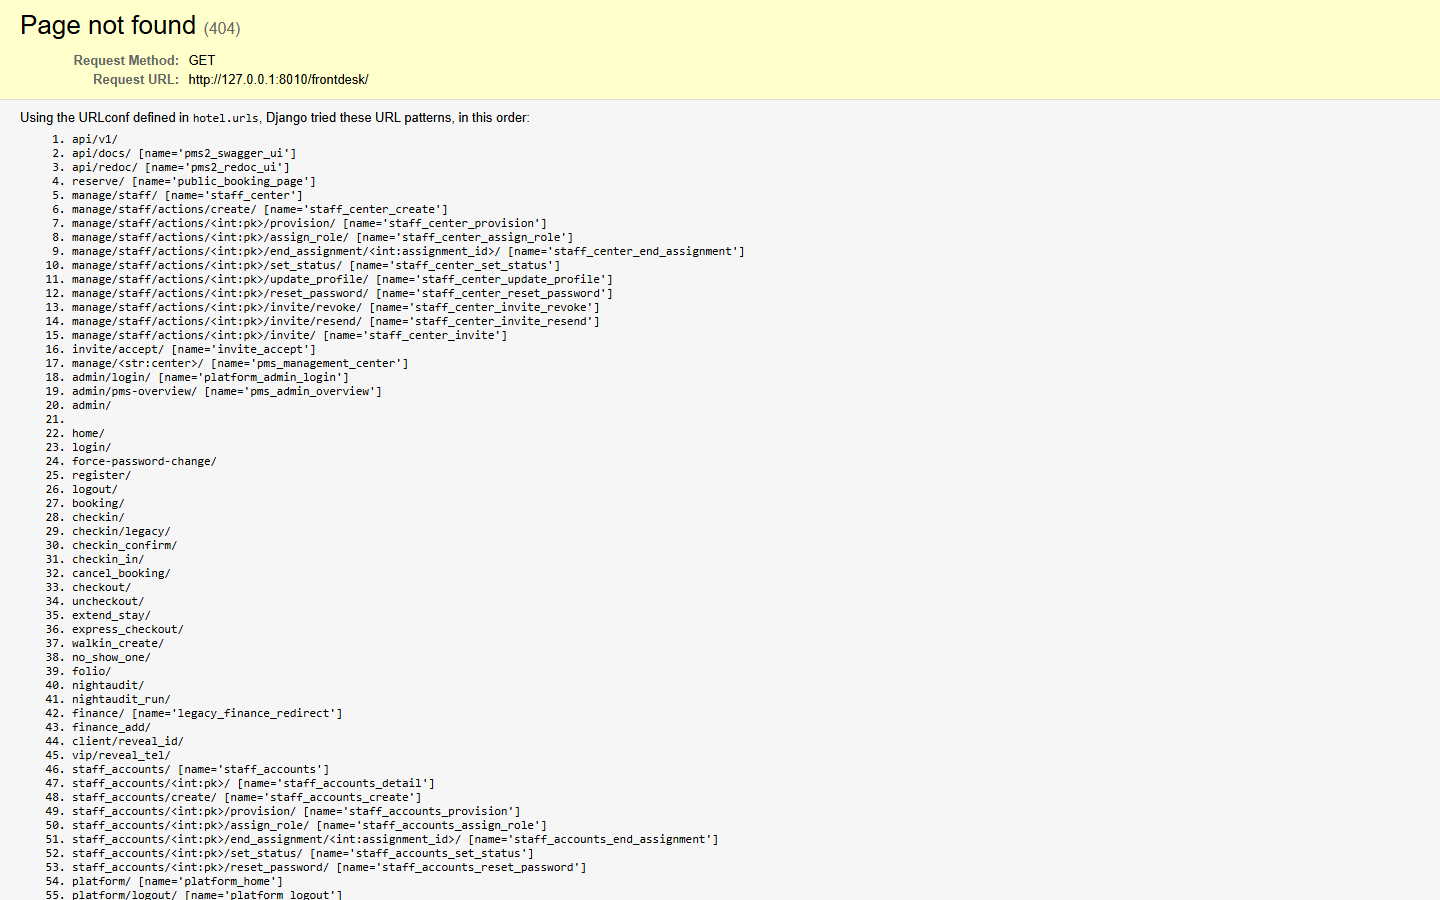 Page not found (404)
Request Method: GET
Request URL: http://127.0.0.1:8010/frontdesk/
Using the URLconf defined in hotel.urls, Django tried these URL patterns, in this order:
1. api/v1/
2. api/docs/ [name='pms2_swagger_ui']
3. api/redoc/ [name='pms2_redoc_ui']
4. reserve/ [name='public_booking_page']
5. manage/staff/ [name='staff_center']
6. manage/staff/actions/create/ [name='staff_center_create']
7. manage/staff/actions/<int:pk>/provision/ [name='staff_center_provision']
8. manage/staff/actions/<int:pk>/assign_role/ [name='staff_center_assign_role']
9. manage/staff/actions/<int:pk>/end_assignment/<int:assignment_id>/ [name='staff_center_end_assignment']
10. manage/staff/actions/<int:pk>/set_status/ [name='staff_center_set_status']
11. manage/staff/actions/<int:pk>/update_profile/ [name='staff_center_update_profile']
12. manage/staff/actions/<int:pk>/reset_password/ [name='staff_center_reset_password']
13. manage/staff/actions/<int:pk>/invite/revoke/ [name='staff_center_invite_revoke']
14. manage/staff/actions/<int:pk>/invite/resend/ [name='staff_center_invite_resend']
15. manage/staff/actions/<int:pk>/invite/ [name='staff_center_invite']
16. invite/accept/ [name='invite_accept']
17. manage/<str:center>/ [name='pms_management_center']
18. admin/login/ [name='platform_admin_login']
19. admin/pms-overview/ [name='pms_admin_overview']
20. admin/
21.
22. home/
23. login/
24. force-password-change/
25. register/
26. logout/
27. booking/
28. checkin/
29. checkin/legacy/
30. checkin_confirm/
31. checkin_in/
32. cancel_booking/
33. checkout/
34. uncheckout/
35. extend_stay/
36. express_checkout/
37. walkin_create/
38. no_show_one/
39. folio/
40. nightaudit/
41. nightaudit_run/
42. finance/ [name='legacy_finance_redirect']
43. finance_add/
44. client/reveal_id/
45. vip/reveal_tel/
46. staff_accounts/ [name='staff_accounts']
47. staff_accounts/<int:pk>/ [name='staff_accounts_detail']
48. staff_accounts/create/ [name='staff_accounts_create']
49. staff_accounts/<int:pk>/provision/ [name='staff_accounts_provision']
50. staff_accounts/<int:pk>/assign_role/ [name='staff_accounts_assign_role']
51. staff_accounts/<int:pk>/end_assignment/<int:assignment_id>/ [name='staff_accounts_end_assignment']
52. staff_accounts/<int:pk>/set_status/ [name='staff_accounts_set_status']
53. staff_accounts/<int:pk>/reset_password/ [name='staff_accounts_reset_password']
54. platform/ [name='platform_home']
55. platform/logout/ [name='platform_logout']